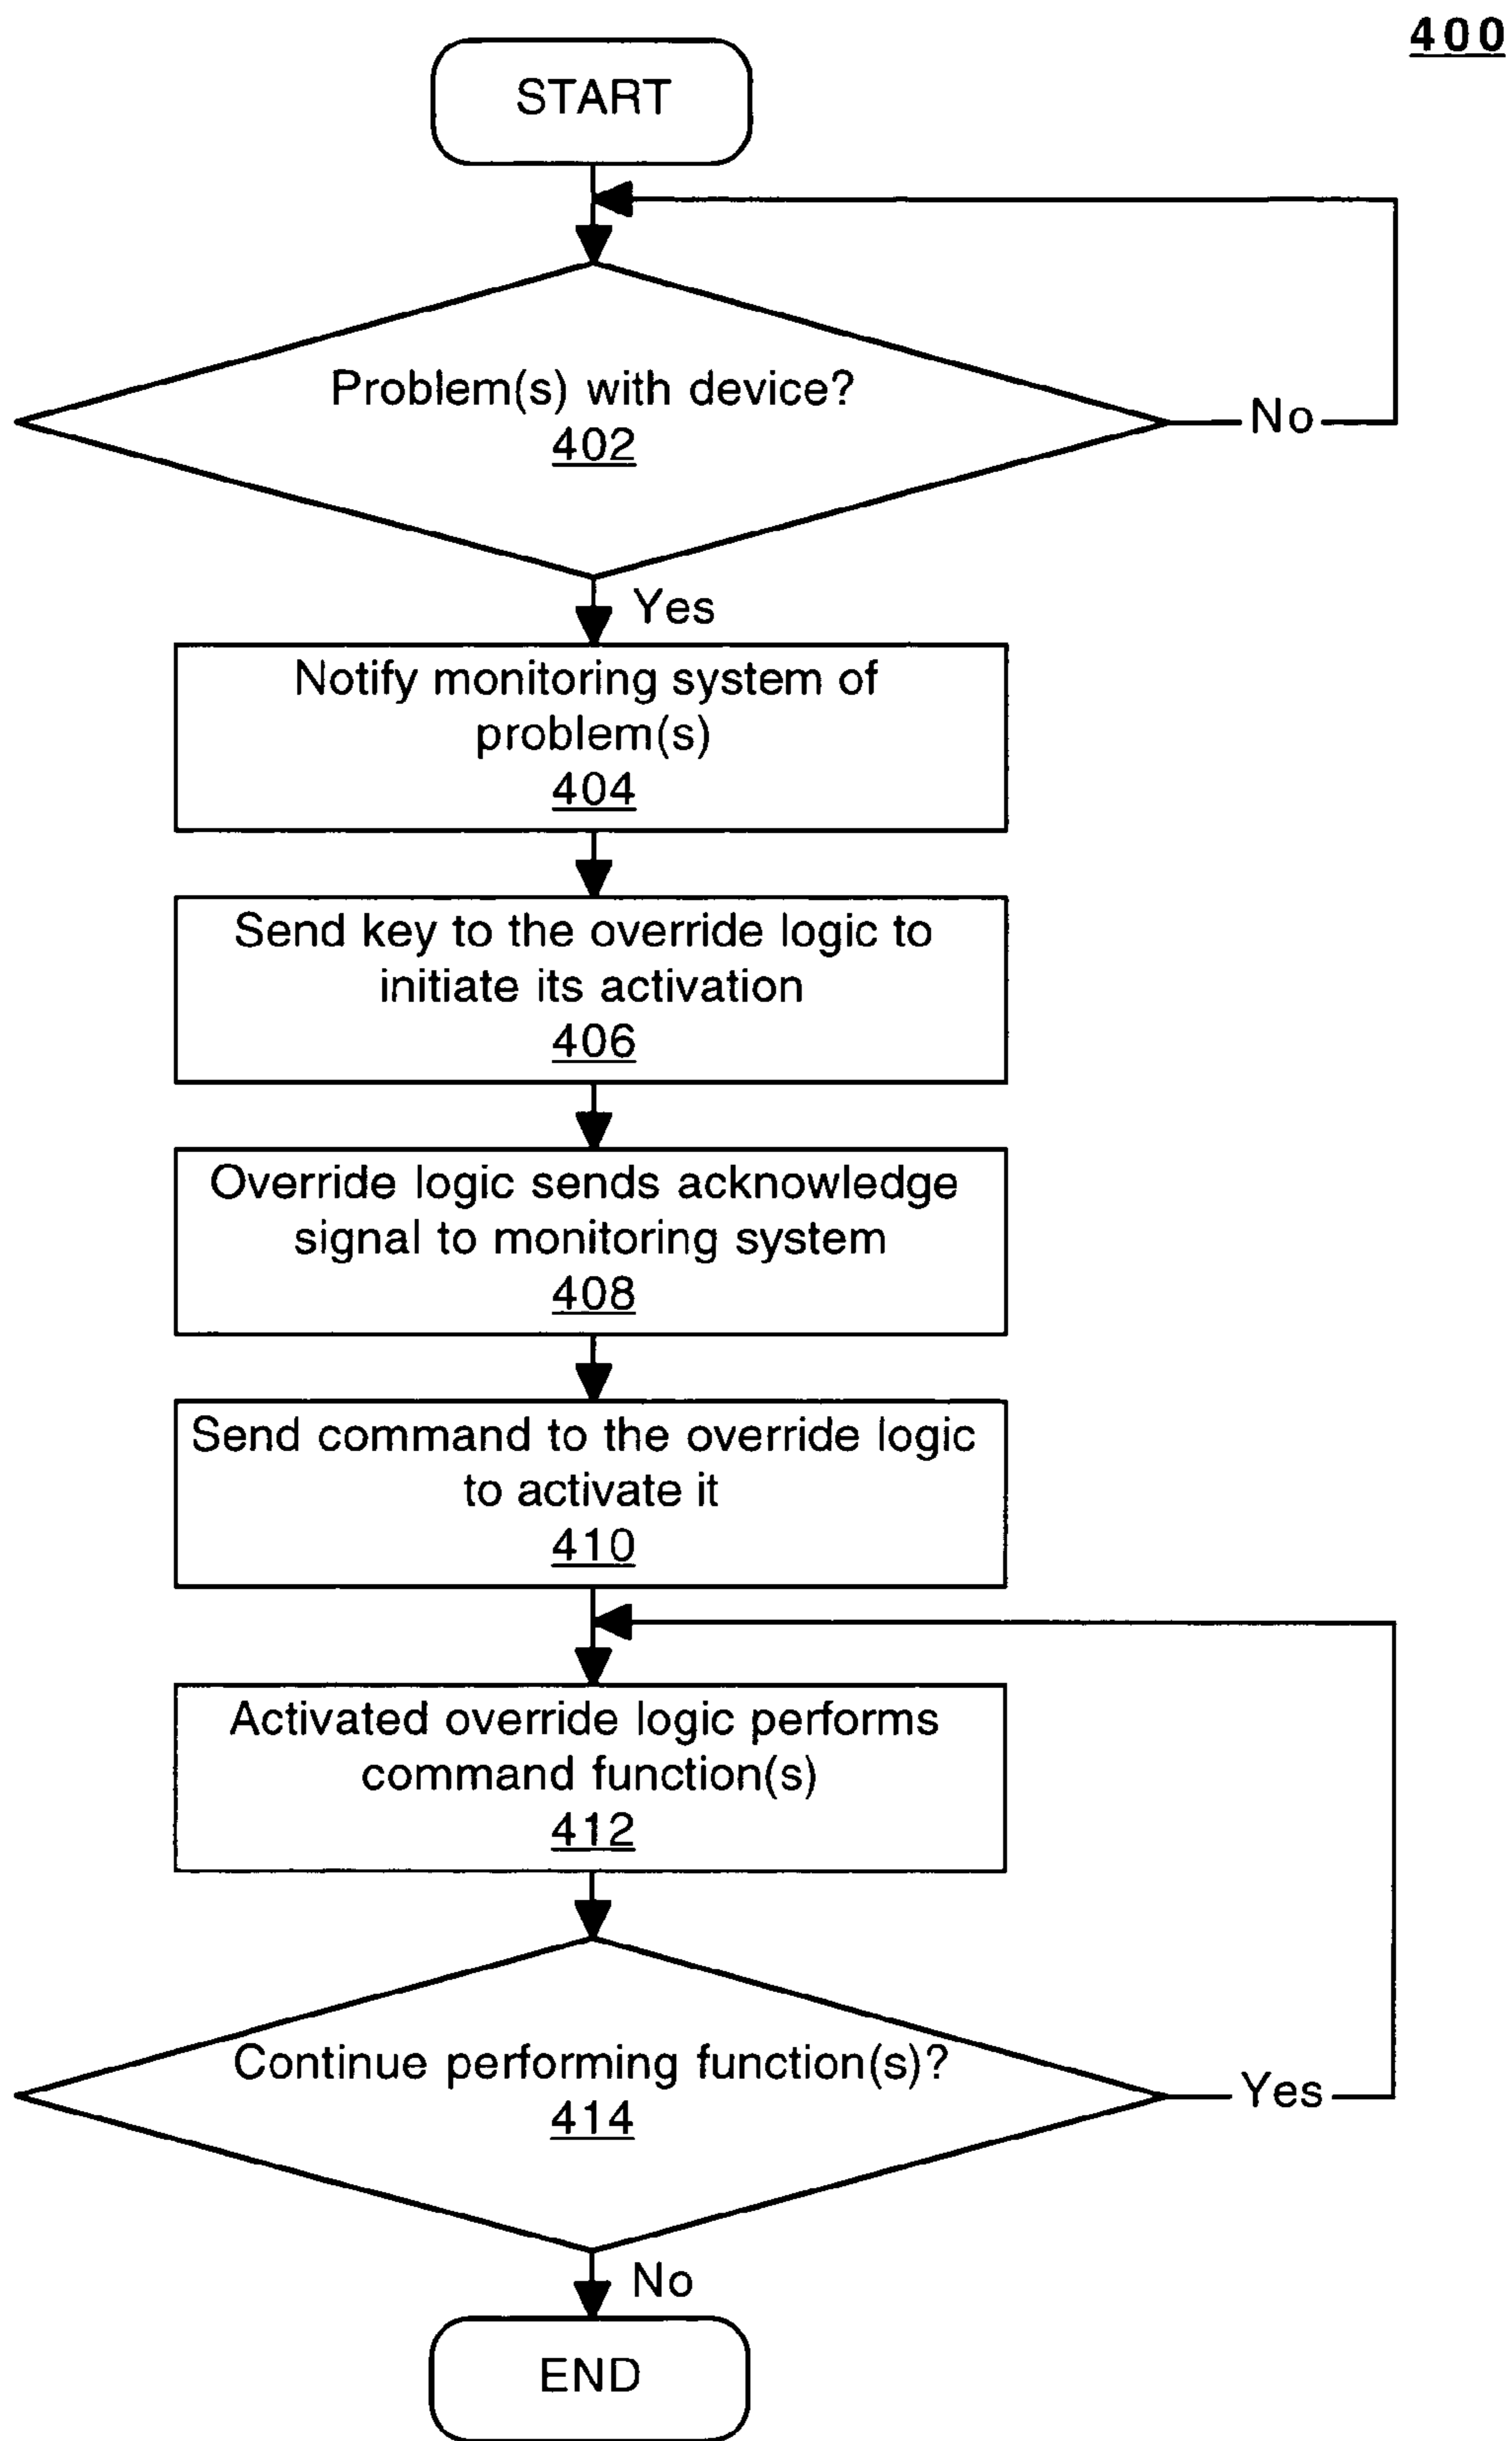 400
START
Problem(s) with device?
402
No
Yes
Notify monitoring system of
problem(s)
404
Send key to the override logic to
initiate its activation
406
Override logic sends acknowledge
signal to monitoring system
408
Send command to the override logic
to activate it
410
Activated override logic performs
command function(s)
412
Continue performing function(s)?
414
Yes
No
END